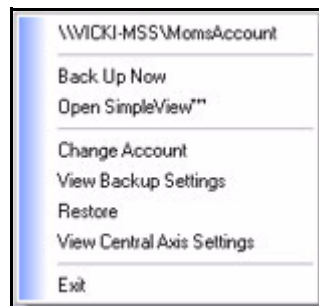 \\VICKI-MSS\MomsAccount
Back Up Now
Open SimpleView™
Change Account
View Backup Settings
Restore
View Central Axis Settings
Exit